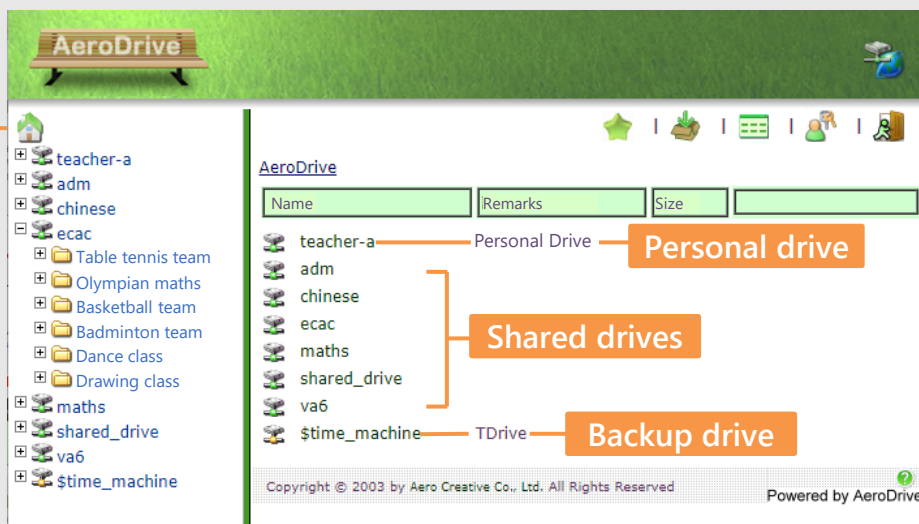 AeroDrive
teacher-a
adm
chinese
ecac
Table tennis team
Olympian maths
Basketball team
Badminton team
Dance class
Drawing class
maths
shared_drive
va6
$time_machine
AeroDrive
Name Remarks Size
teacher-a Personal Drive Personal drive
adm
chinese
ecac
maths
shared_drive
va6
Shared drives
$time_machine TDrive Backup drive
Copyright © 2003 by Aero Creative Co., Ltd. All Rights Reserved
Powered by AeroDrive